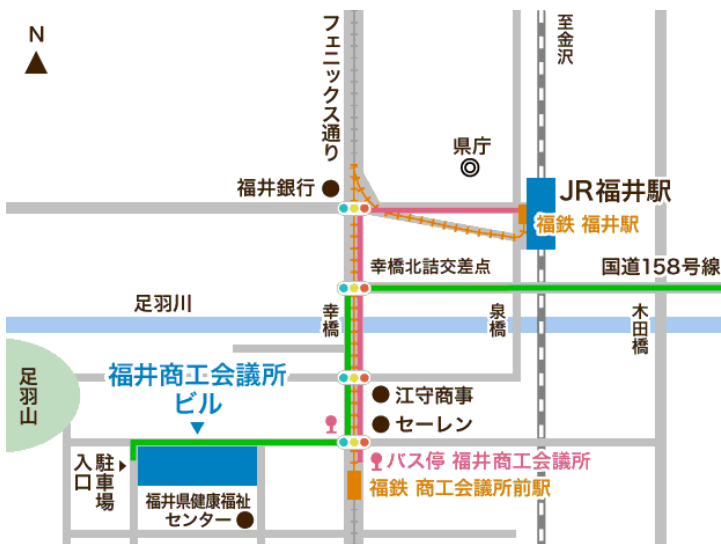 N
フェニックス通り
至金沢
県庁
福井銀行
JR福井駅
福鉄 福井駅
幸橋北詰交差点
国道158号線
足羽川
幸橋
泉橋
木田橋
足羽山
福井商工会議所
ビル
江守商事
セーレン
バス停 福井商工会議所
駐車場
入口
福鉄 商工会議所前駅
福井県健康福祉
センター